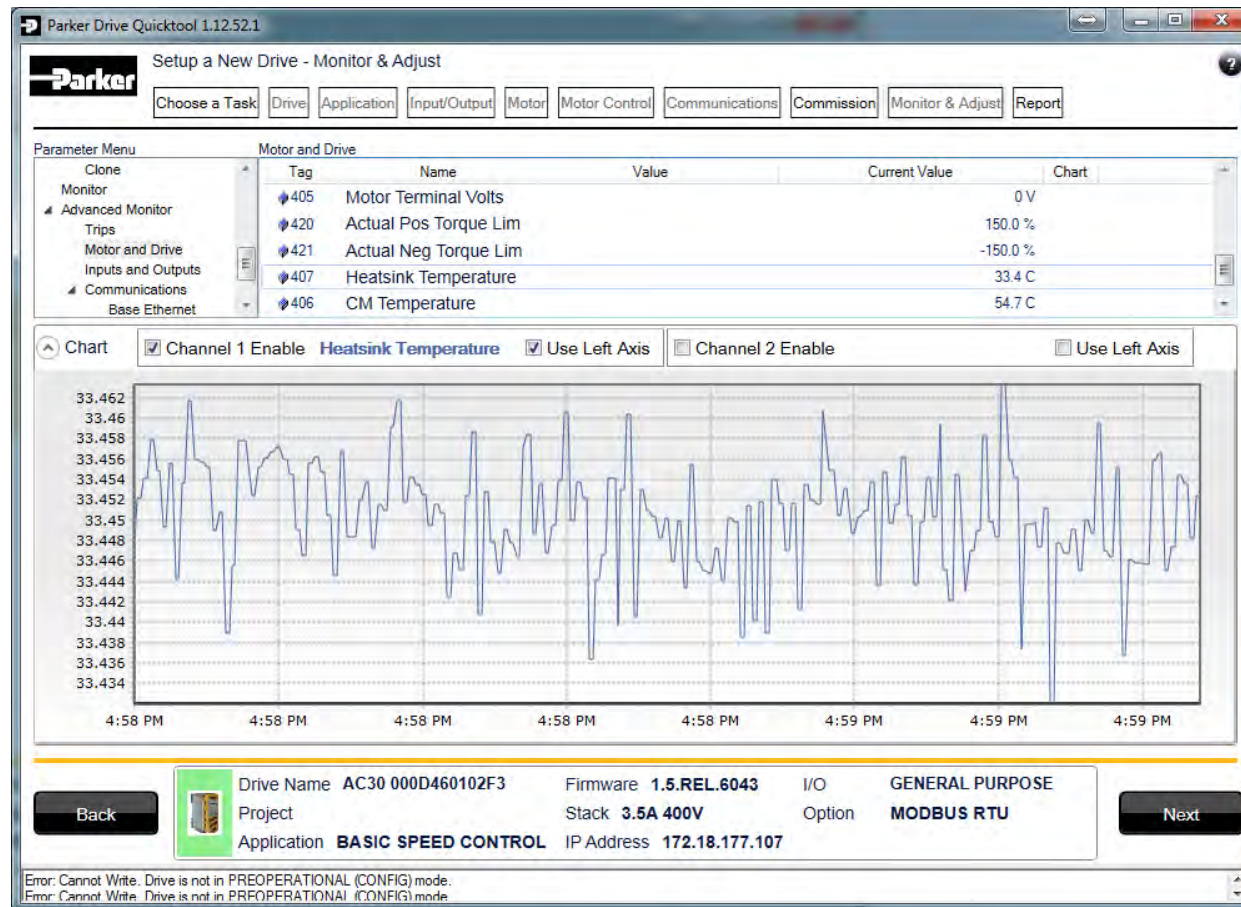 Parker Drive Quicktool 1.12.52.1
Parker
Setup a New Drive - Monitor & Adjust
?
Choose a Task Drive Application Input/Output Motor Motor Control Communications Commission Monitor & Adjust Report
Parameter Menu
Clone
Monitor
Advanced Monitor
Trips
Motor and Drive
Inputs and Outputs
Communications
Base Ethernet
Motor and Drive
Tag Name Value Current Value Chart
405 Motor Terminal Volts 0 V
420 Actual Pos Torque Lim 150.0 %
421 Actual Neg Torque Lim -150.0 %
407 Heatsink Temperature 33.4 C
406 CM Temperature 54.7 C
Chart Channel 1 Enable Heatsink Temperature Use Left Axis Channel 2 Enable Use Left Axis
33.462
33.46
33.458
33.456
33.454
33.452
33.45
33.448
33.446
33.444
33.442
33.44
33.438
33.436
33.434
4:58 PM 4:58 PM 4:58 PM 4:58 PM 4:58 PM 4:59 PM 4:59 PM 4:59 PM
Back
Drive Name AC30 000D460102F3 Firmware 1.5.REL.6043 I/O GENERAL PURPOSE
Project Stack 3.5A 400V Option MODBUS RTU
Application BASIC SPEED CONTROL IP Address 172.18.177.107
Next
Error: Cannot Write. Drive is not in PREOPERATIONAL (CONFIG) mode.
Error: Cannot Write. Drive is not in PREOPERATIONAL (CONFIG) mode